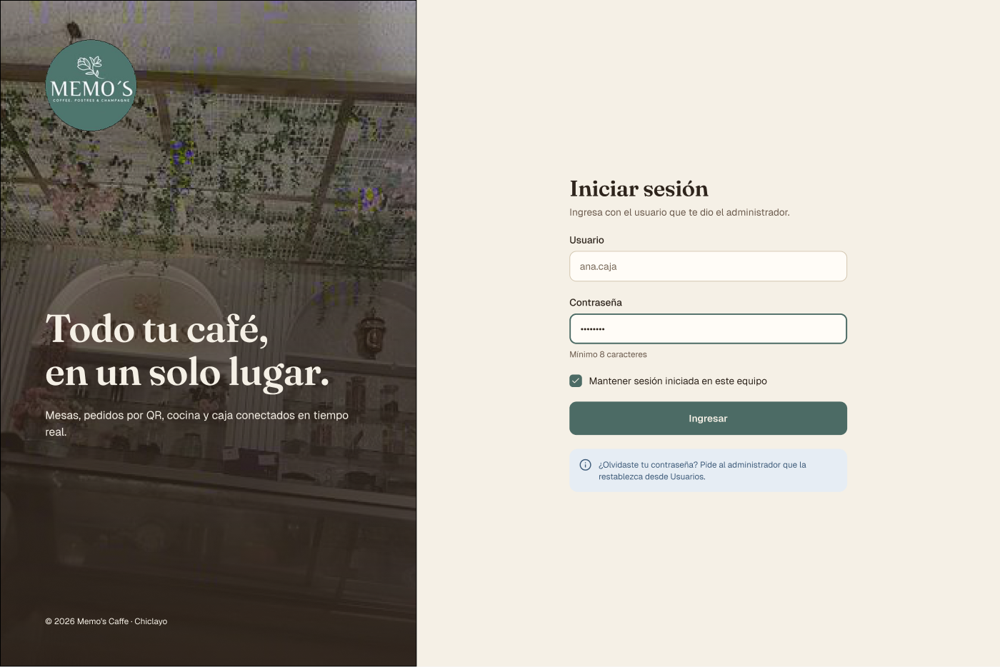 MEMO´S
COFFEE, POSTRES & CHAMPAGNE
Todo tu café,
en un solo lugar.
Mesas, pedidos por QR, cocina y caja conectados en tiempo
real.
© 2026 Memo's Caffe · Chiclayo
Iniciar sesión
Ingresa con el usuario que te dio el administrador.
Usuario
ana.caja
Contraseña
••••••••
Mínimo 8 caracteres
Mantener sesión iniciada en este equipo
Ingresar
¿Olvidaste tu contraseña? Pide al administrador que la
restablezca desde Usuarios.